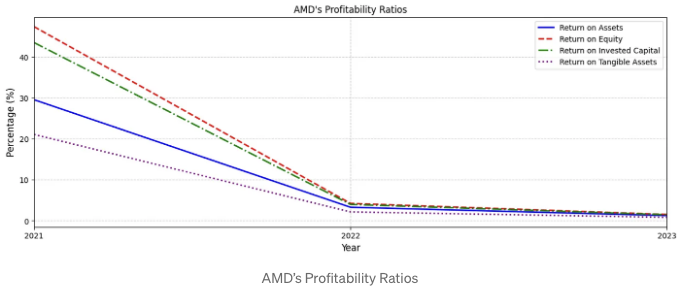 AMD's Profitability Ratios
Return on Assets
Return on Equity
Return on Invested Capital
Return on Tangible Assets
40
30
20
10
0
Percentage (%)
2021
2022
2023
Year
AMD's Profitability Ratios